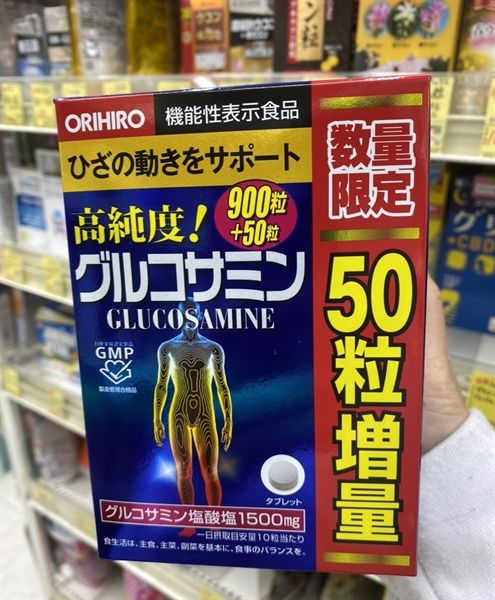 ORIHIRO
機能性表示食品
ひざの動きをサポート
高純度!
900粒
+50粒
グルコサミン
GLUCOSAMINE
GMP
製造管理合格品
タブレット
グルコサミン塩酸塩1500mg
一日摂取目安量10粒当たり
食生活は、主食、主菜、副菜を基本に、食事のバランスを。
数量
限定
50粒増量